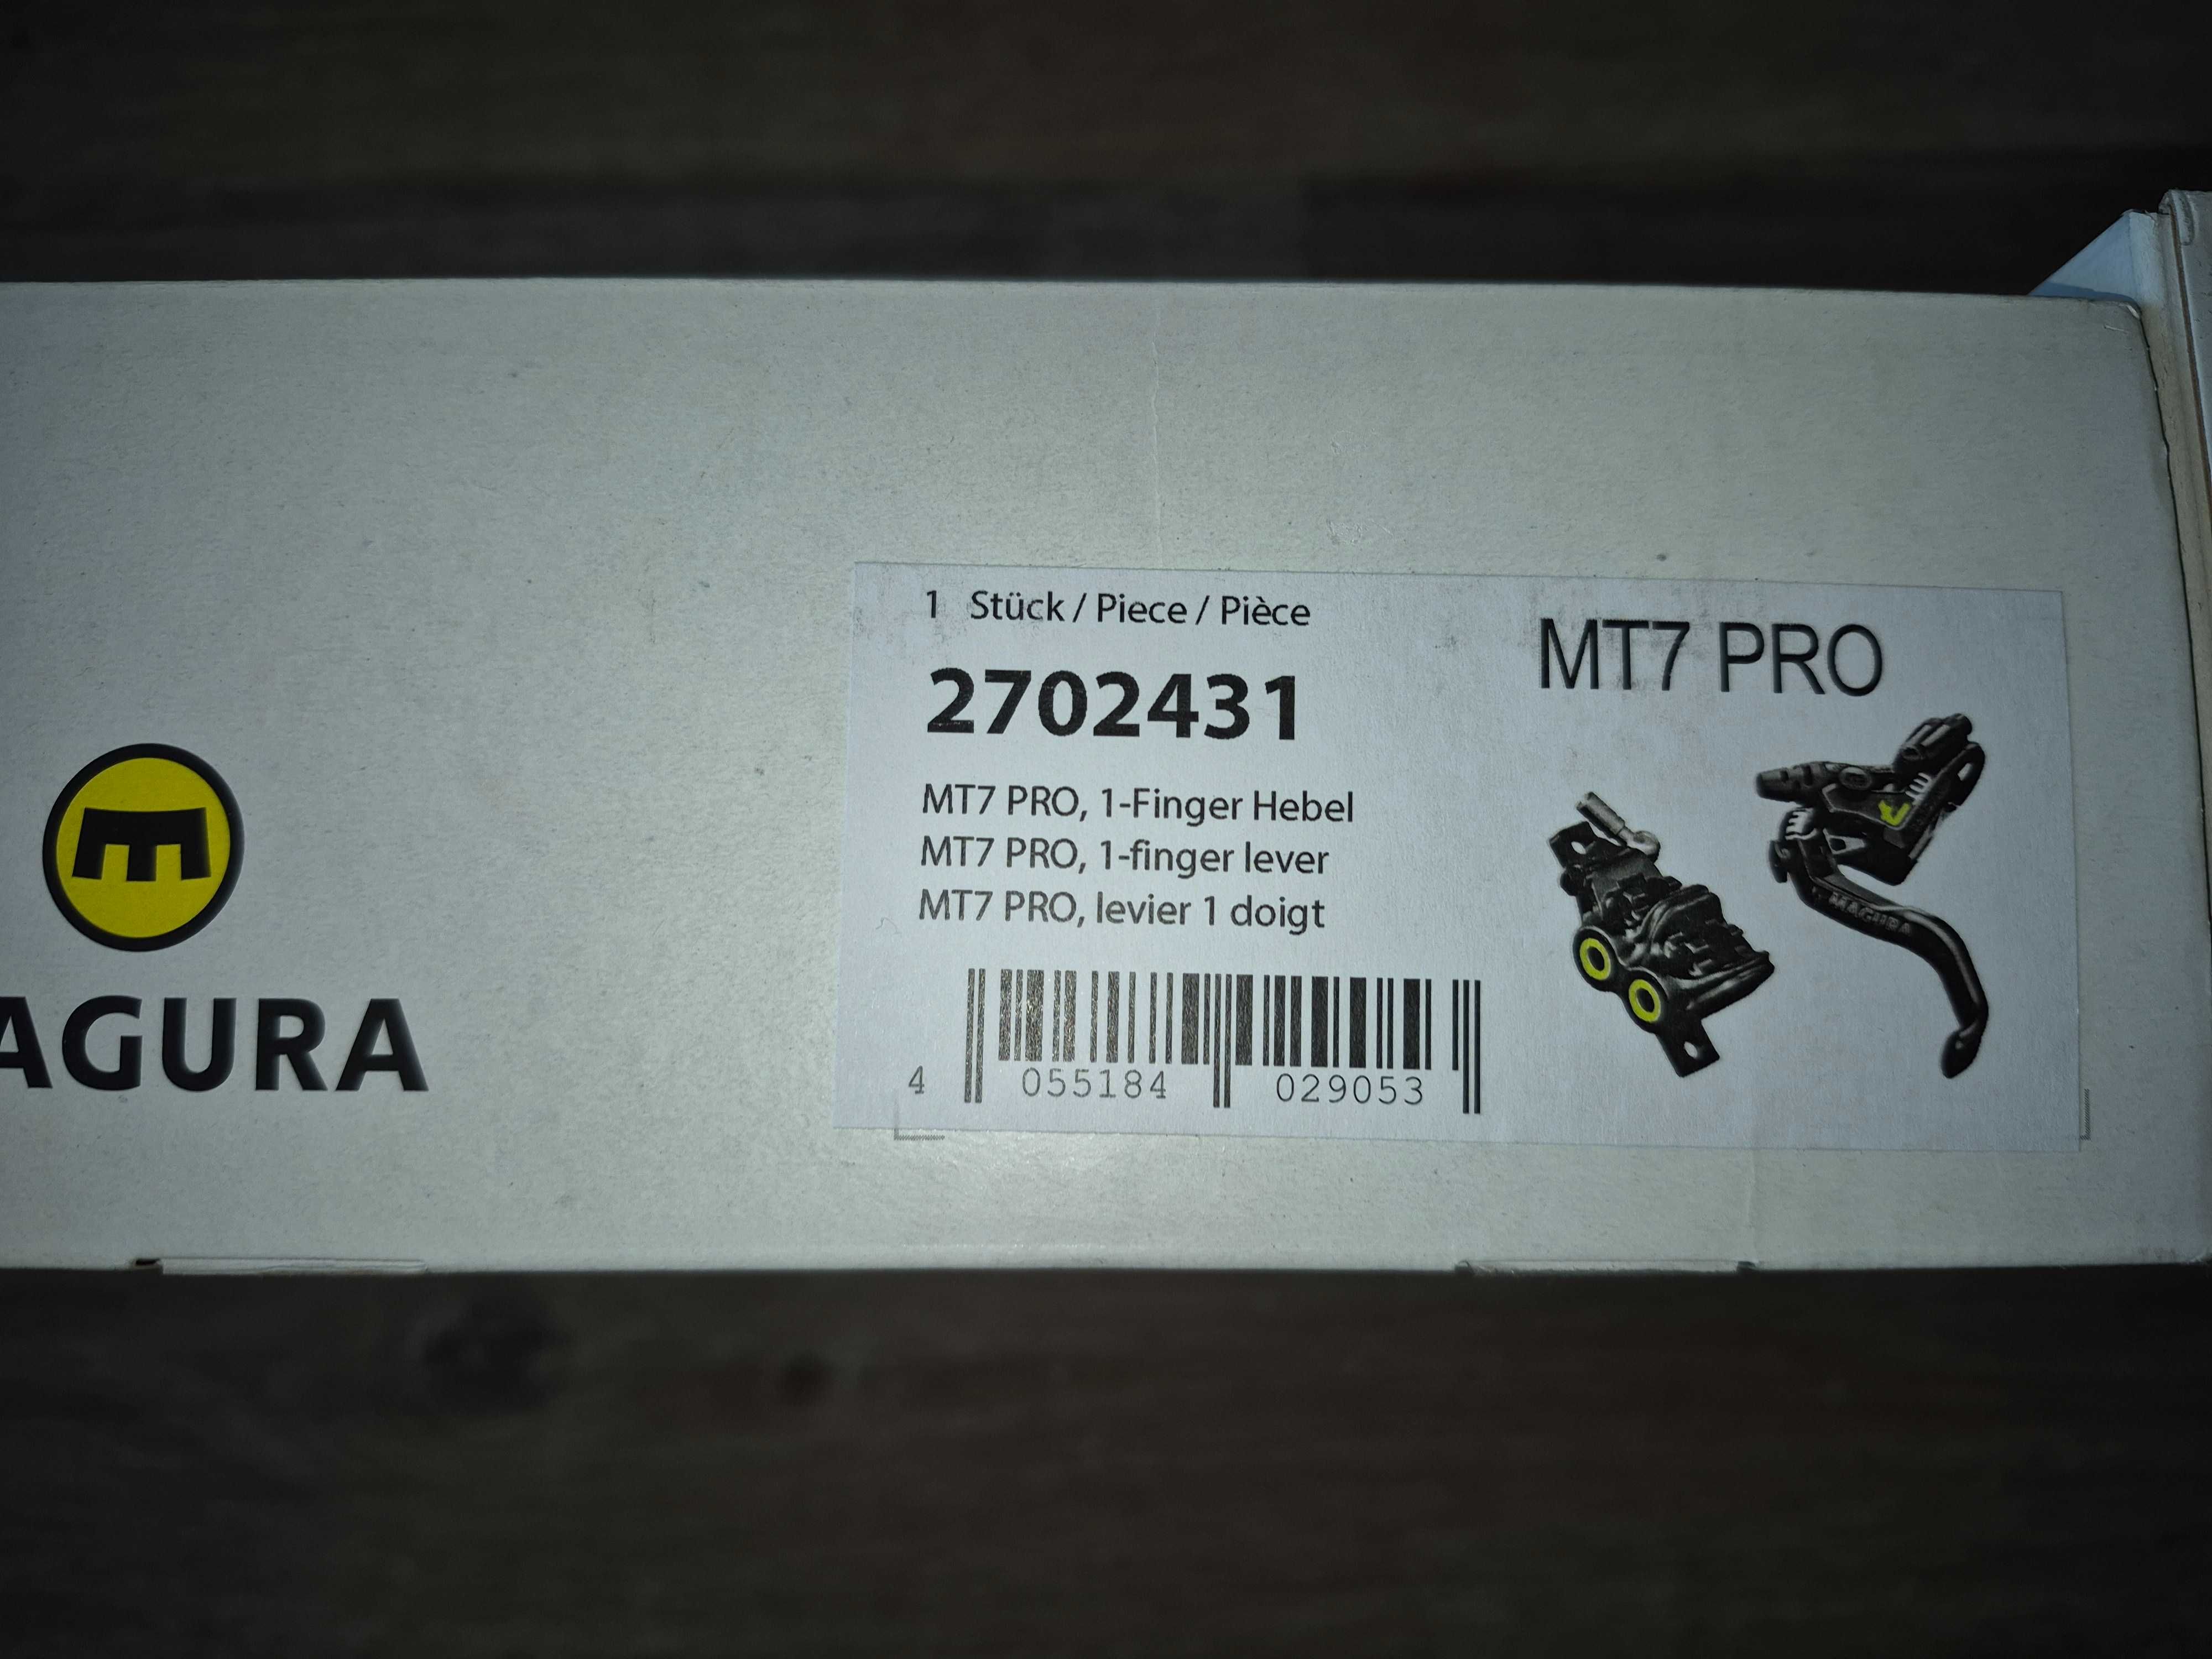 AGURA
1 Stück / Piece / Pièce
2702431
MT7 PRO, 1-Finger Hebel
MT7 PRO, 1-finger lever
MT7 PRO, levier 1 doigt
4 055184 029053
MT7 PRO
MAGURA